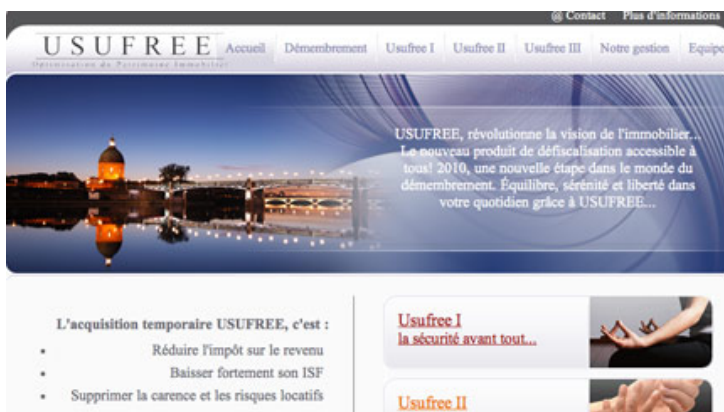 @ Contact Plus d'informations
USUFREE
Optimisation de Patrimoine Immobilier
Accueil Démembrement Usufree I Usufree II Usufree III Notre gestion Equipe
USUFREE, révolutionne la vision de l'immobilier...
Le nouveau produit de défiscalisation accessible à
tous! 2010, une nouvelle étape dans le monde du
démembrement. Équilibre, sérénité et liberté dans
votre quotidien grâce à USUFREE...
L'acquisition temporaire USUFREE, c'est :
• Réduire l'impôt sur le revenu
• Baisser fortement son ISF
• Supprimer la carence et les risques locatifs
Usufree I
la sécurité avant tout...
Usufree II